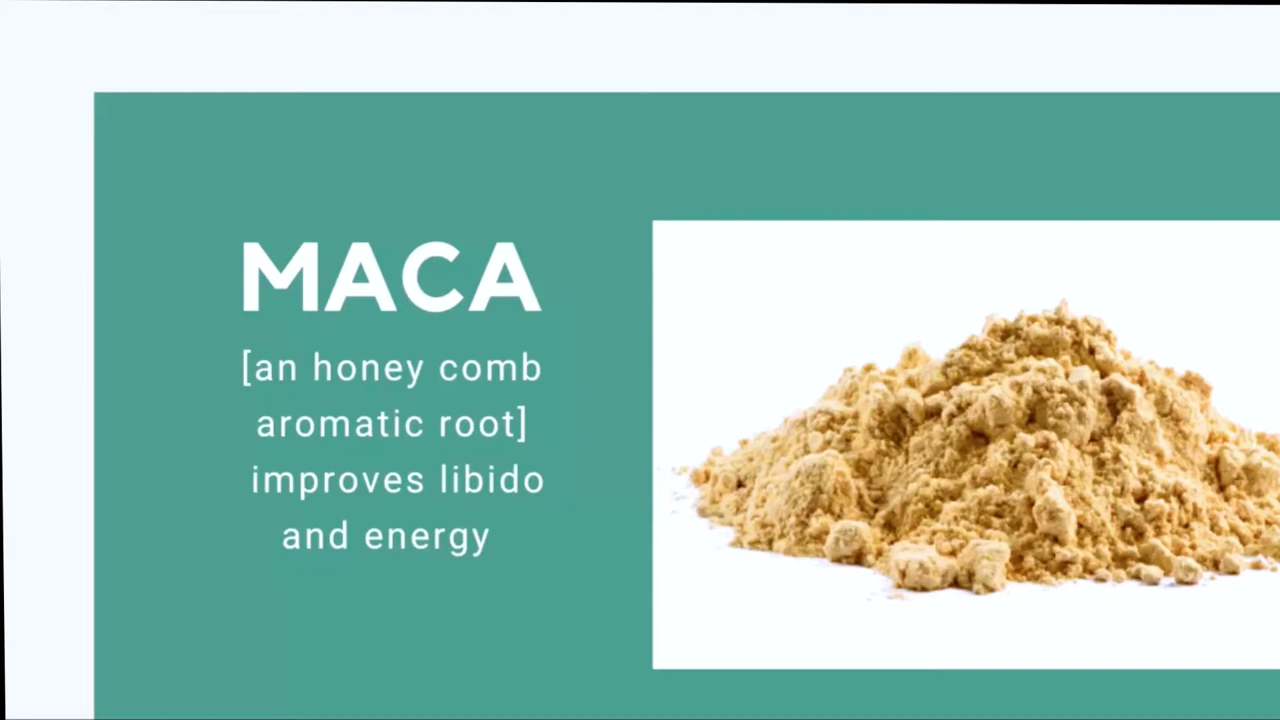 MACA
[an honey comb
aromatic root]
improves libido
and energy